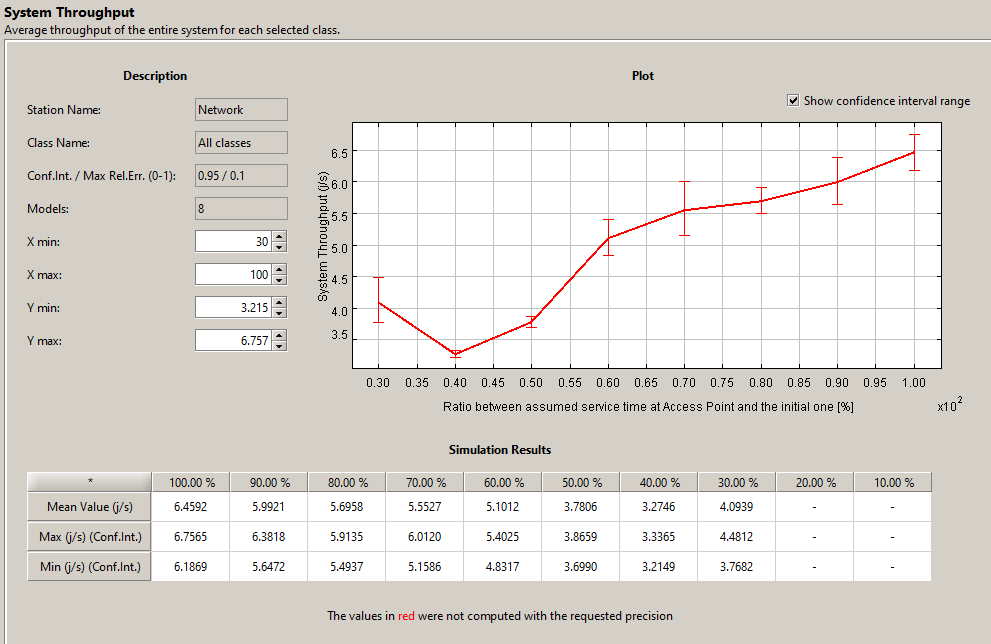 System Throughput
Average throughput of the entire system for each selected class.
Description
Station Name: Network
Class Name: All classes
Conf.Int. / Max Rel.Err. (0-1): 0.95 / 0.1
Models: 8
X min: 30
X max: 100
Y min: 3.215
Y max: 6.757
Plot
Show confidence interval range
System Throughput (j/s)
6.5
6.0
5.5
5.0
4.5
4.0
3.5
0.30 0.35 0.40 0.45 0.50 0.55 0.60 0.65 0.70 0.75 0.80 0.85 0.90 0.95 1.00
Ratio between assumed service time at Access Point and the initial one [%] x10²
Simulation Results
* 100.00 % 90.00 % 80.00 % 70.00 % 60.00 % 50.00 % 40.00 % 30.00 % 20.00 % 10.00 %
Mean Value (j/s) 6.4592 5.9921 5.6958 5.5527 5.1012 3.7806 3.2746 4.0939 - -
Max (j/s) (Conf.Int.) 6.7565 6.3818 5.9135 6.0120 5.4025 3.8659 3.3365 4.4812 - -
Min (j/s) (Conf.Int.) 6.1869 5.6472 5.4937 5.1586 4.8317 3.6990 3.2149 3.7682 - -
The values in red were not computed with the requested precision